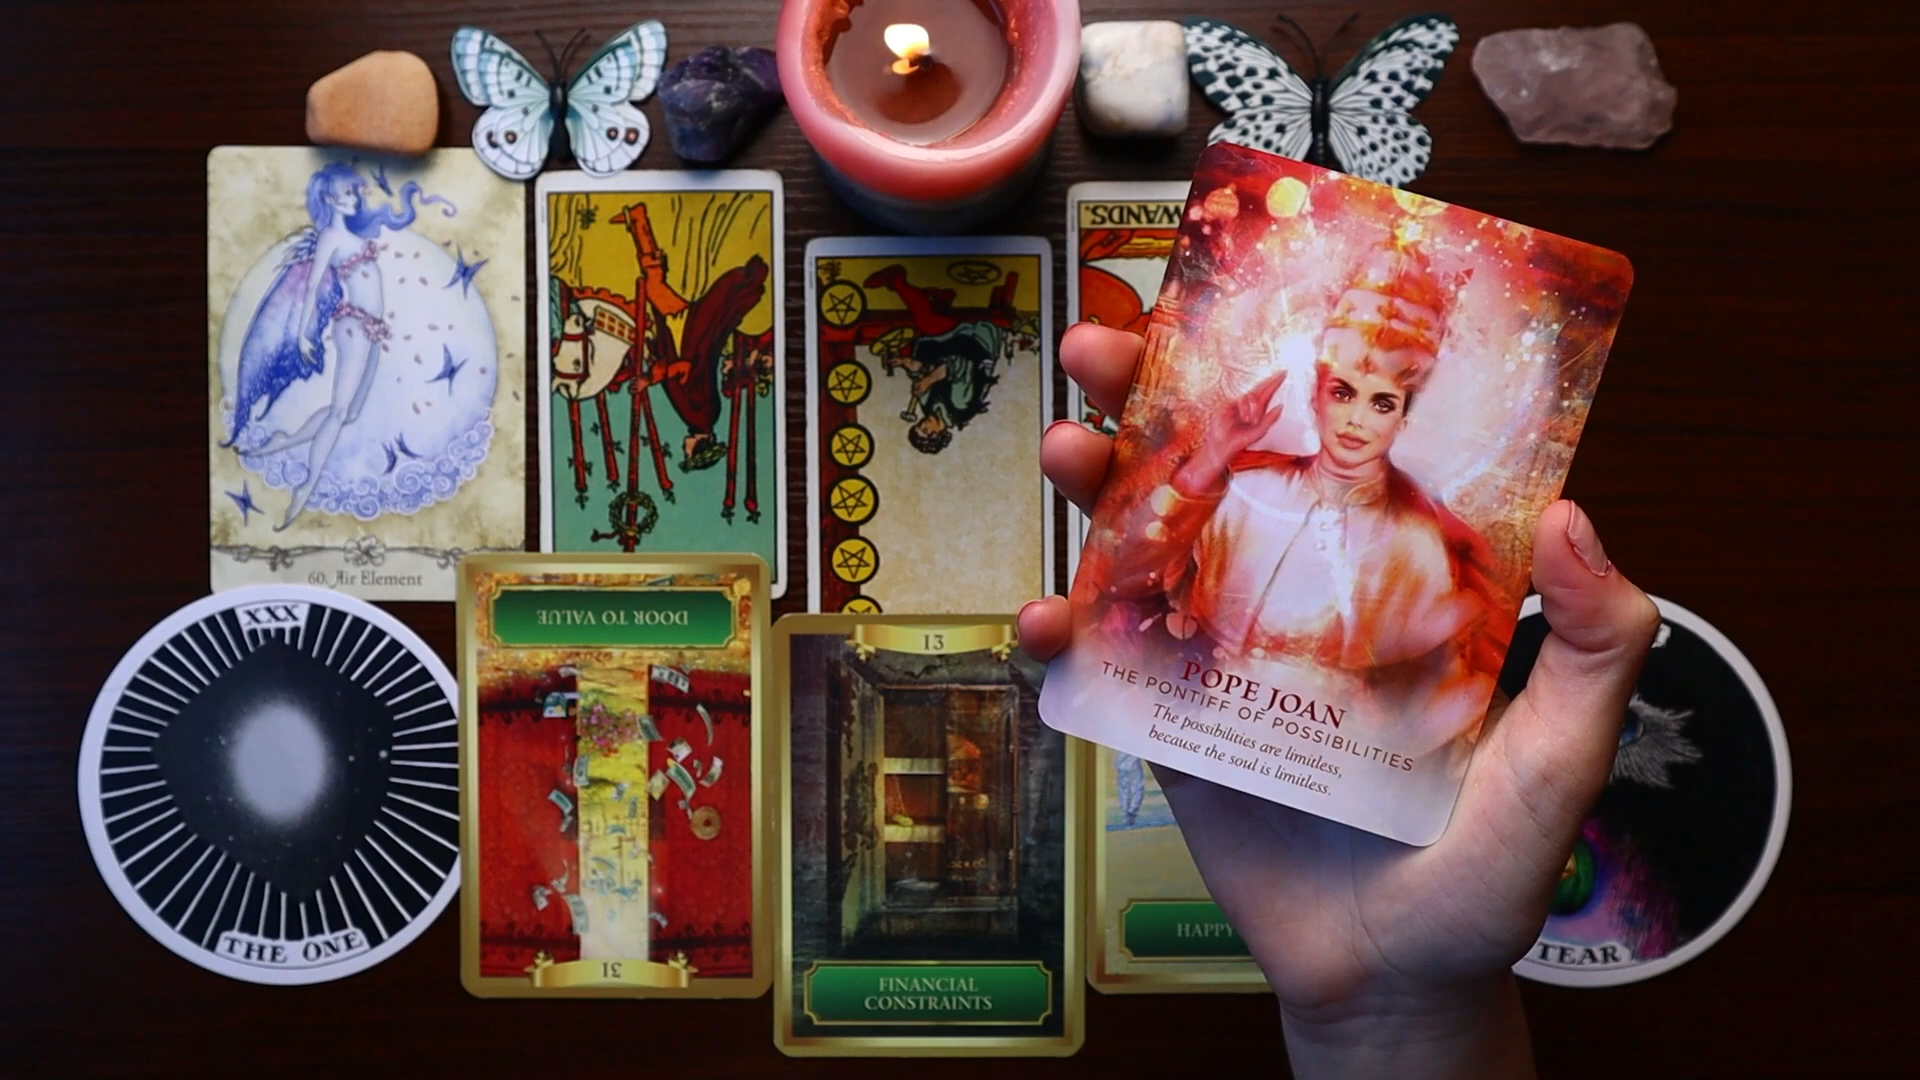 WANDS.
60. Air Element
XXX
THE ONE
DOOR TO VALUE
31
13
FINANCIAL
CONSTRAINTS
POPE JOAN
THE PONTIFF OF POSSIBILITIES
The possibilities are limitless,
because the soul is limitless.
HAPPY
TEAR